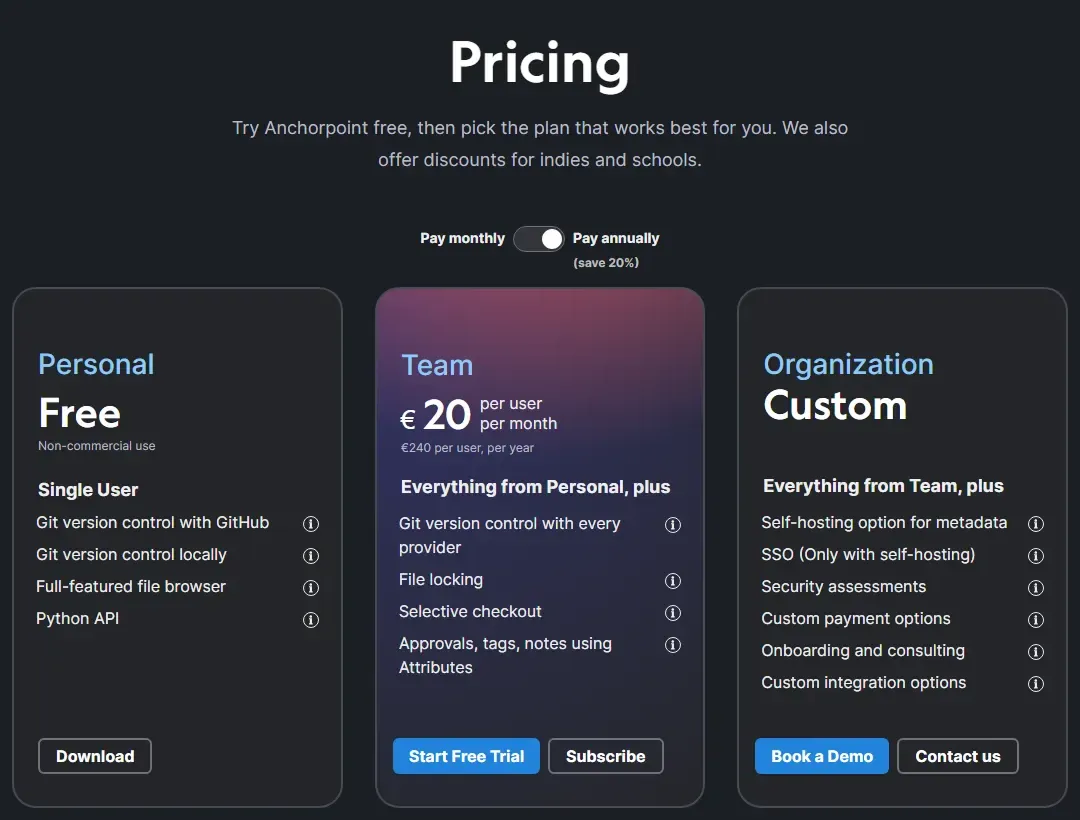 Pricing
Try Anchorpoint free, then pick the plan that works best for you. We also
offer discounts for indies and schools.
Pay monthly
Pay annually
(save 20%)
Personal
Free
Non-commercial use
Single User
Git version control with GitHub
Git version control locally
Full-featured file browser
Python API
Download
Team
€ 20 per user
per month
€240 per user, per year
Everything from Personal, plus
Git version control with every
provider
File locking
Selective checkout
Approvals, tags, notes using
Attributes
Start Free Trial
Subscribe
Organization
Custom
Everything from Team, plus
Self-hosting option for metadata
SSO (Only with self-hosting)
Security assessments
Custom payment options
Onboarding and consulting
Custom integration options
Book a Demo
Contact us